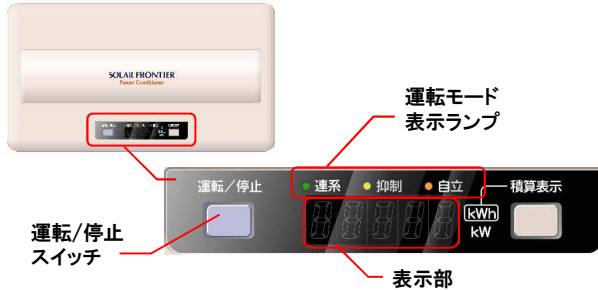 SOLAR FRONTIER
Power Conditioner
運転モード
表示ランプ
運転／停止
連系
抑制
自立
積算表示
kWh
kW
運転/停止
スイッチ
表示部